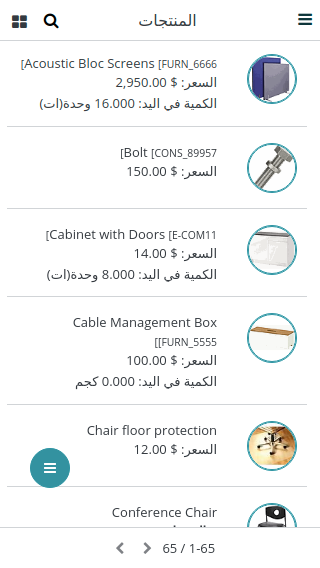 المنتجات
[Acoustic Bloc Screens [FURN_6666
السعر: $ 2,950.00
الكمية في اليد: 16.000 وحدة(ات)
[Bolt [CONS_89957
السعر: $ 150.00
[Cabinet with Doors [E-COM11
السعر: $ 14.00
الكمية في اليد: 8.000 وحدة(ات)
Cable Management Box
[[FURN_5555
السعر: $ 100.00
الكمية في اليد: 0.000 كجم
Chair floor protection
السعر: $ 12.00
Conference Chair
65 / 1-65